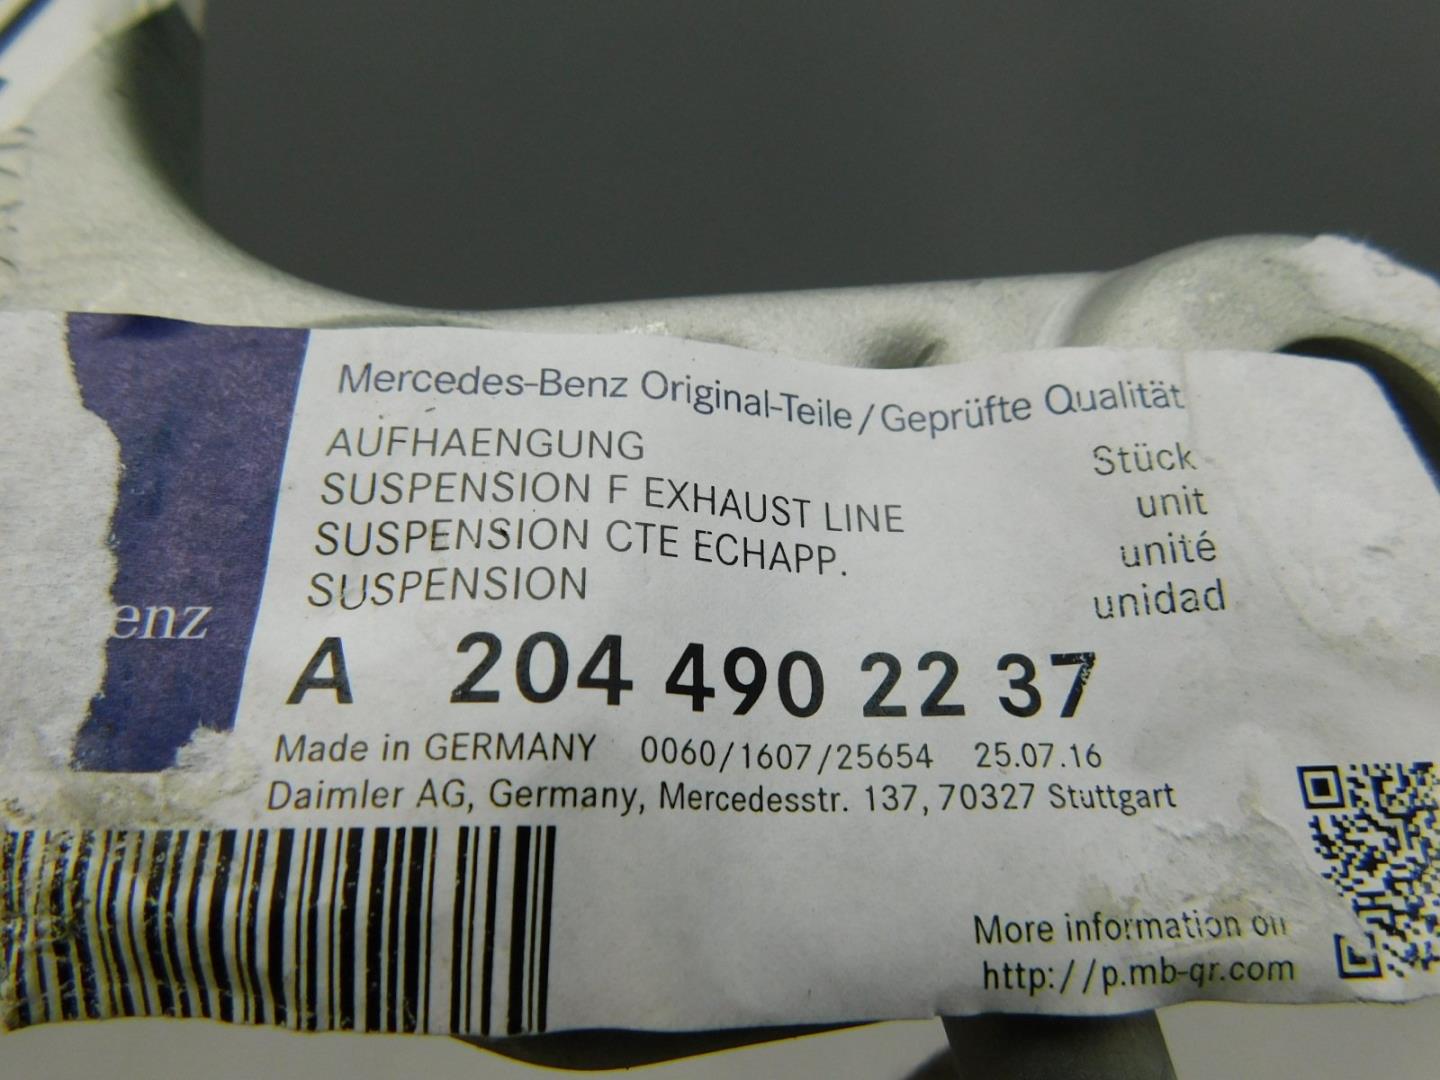 Mercedes-Benz Original-Teile / Geprüfte Qualität
AUFHAENGUNG Stück
SUSPENSION F EXHAUST LINE unit
SUSPENSION CTE ECHAPP. unité
SUSPENSION unidad
enz
A 204 490 22 37
Made in GERMANY 0060/1607/25654 25.07.16
Daimler AG, Germany, Mercedesstr. 137, 70327 Stuttgart
More information on
http://p.mb-qr.com